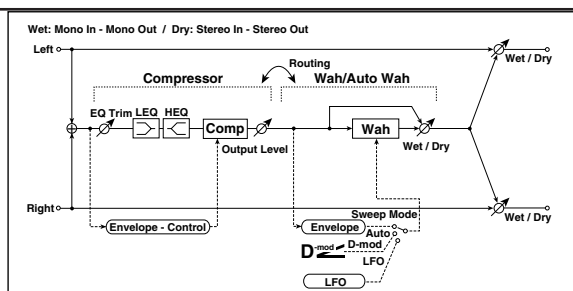 Wet: Mono In - Mono Out / Dry: Stereo In - Stereo Out
Left
Wet / Dry
Routing
Compressor
Wah/Auto Wah
EQ Trim
LEQ
HEQ
Comp
Wah
Output Level
Wet / Dry
Right
Wet / Dry
Envelope - Control
Envelope
Sweep Mode
Auto
D-mod
D-mod
LFO
LFO